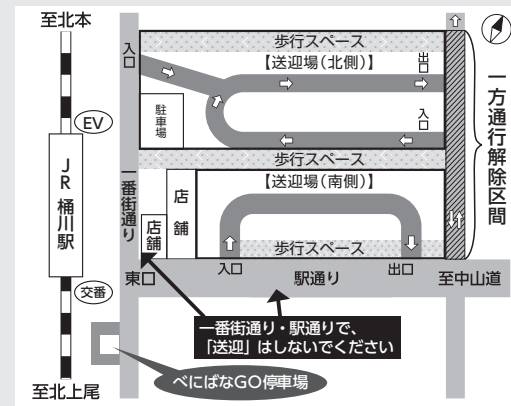 至北本
入口
歩行スペース
【送迎場（北側）】
出口
EV
駐車場
入口
一方通行解除区間
JR 桶川駅
一番街通り
歩行スペース
【送迎場（南側）】
店舗
店舗
歩行スペース
交番
東口
入口
駅通り
出口
至中山道
一番街通り・駅通りで、
「送迎」はしないでください
べにばなGO停車場
至北上尾